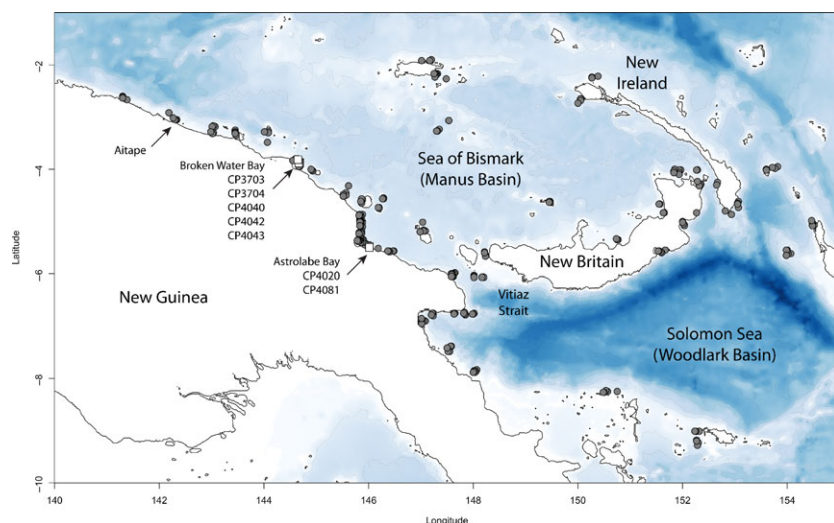 New
Ireland
Aitape
Broken Water Bay
CP3703
CP3704
CP4040
CP4042
CP4043
Sea of Bismark
(Manus Basin)
Astrolabe Bay
CP4020
CP4081
New Britain
New Guinea
Vitiaz
Strait
Solomon Sea
(Woodlark Basin)
Latitude
−2
−4
−6
−8
−10
140
142
144
146
148
150
152
154
Longitude